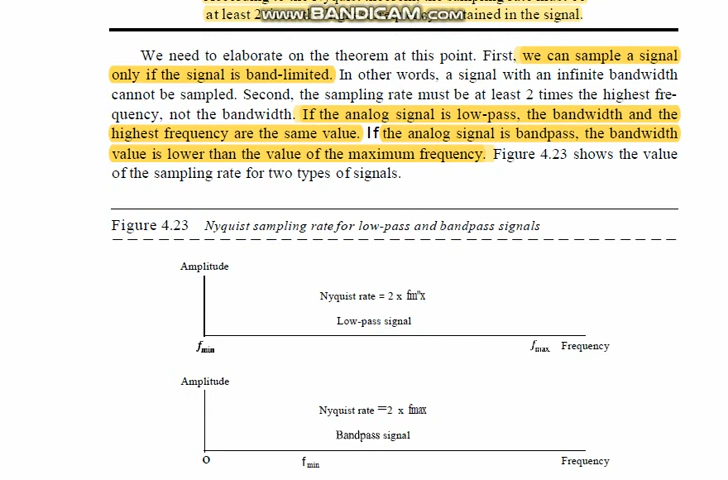 at least 2
www.BANDICAM.com
tained in the signal.
We need to elaborate on the theorem at this point. First, we can sample a signal
only if the signal is band-limited. In other words, a signal with an infinite bandwidth
cannot be sampled. Second, the sampling rate must be at least 2 times the highest fre-
quency, not the bandwidth. If the analog signal is low-pass, the bandwidth and the
highest frequency are the same value. If the analog signal is bandpass, the bandwidth
value is lower than the value of the maximum frequency. Figure 4.23 shows the value
of the sampling rate for two types of signals.
Figure 4.23 Nyquist sampling rate for low-pass and bandpass signals
Amplitude
Nyquist rate = 2 x fm"x
Low-pass signal
fmin
fmax Frequency
Amplitude
Nyquist rate =2 x fmax
Bandpass signal
0
fmin
Frequency